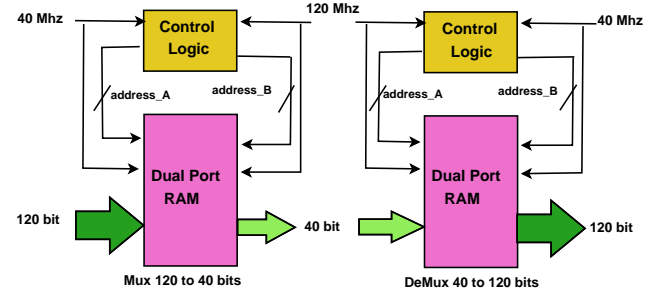 40 Mhz
Control
Logic
120 Mhz
Control
Logic
40 Mhz
address_A
address_B
address_A
address_B
Dual Port
RAM
Dual Port
RAM
120 bit
40 bit
120 bit
Mux 120 to 40 bits
DeMux 40 to 120 bits